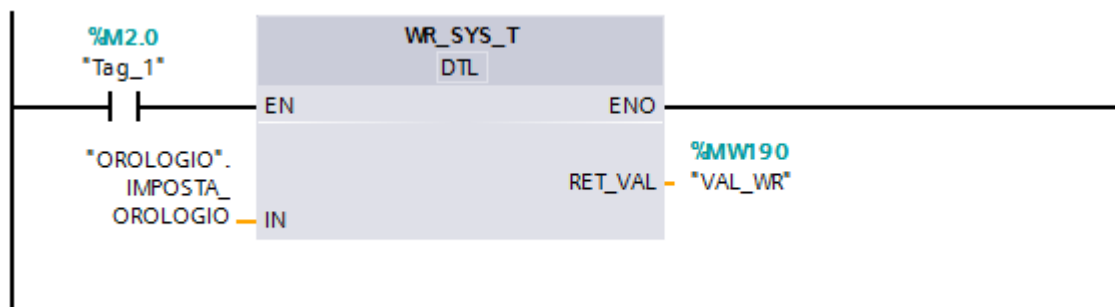 %M2.0
"Tag_1"
WR_SYS_T
DTL
EN
ENO
"OROLOGIO".
IMPOSTA_
OROLOGIO
IN
RET_VAL
%MW190
"VAL_WR"